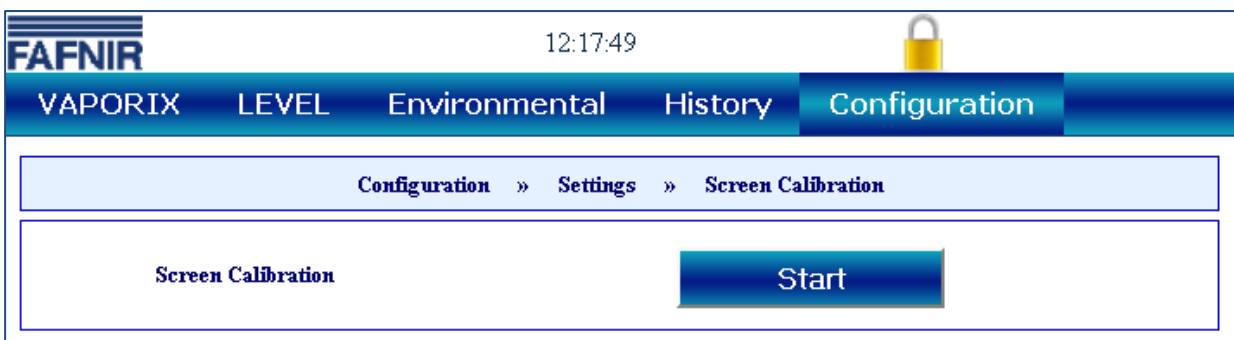 FAFNIR 12:17:49
VAPORIX LEVEL Environmental History Configuration
Configuration » Settings » Screen Calibration
Screen Calibration Start